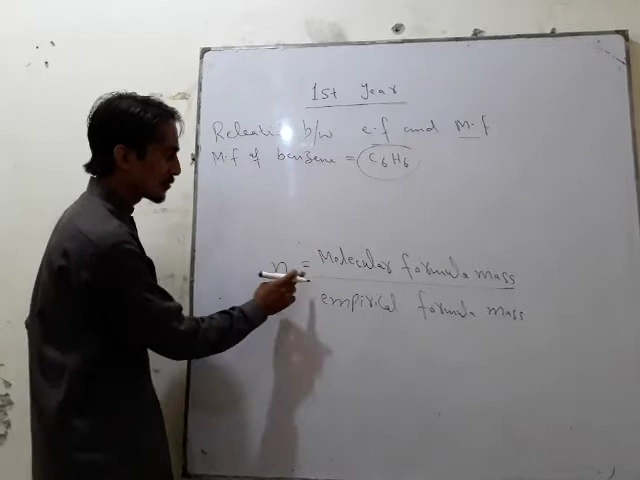 1st year
Relation b/w e.f and M.f
M.f of benzene = C6H6
n = Molecular formula mass
empirical formula mass